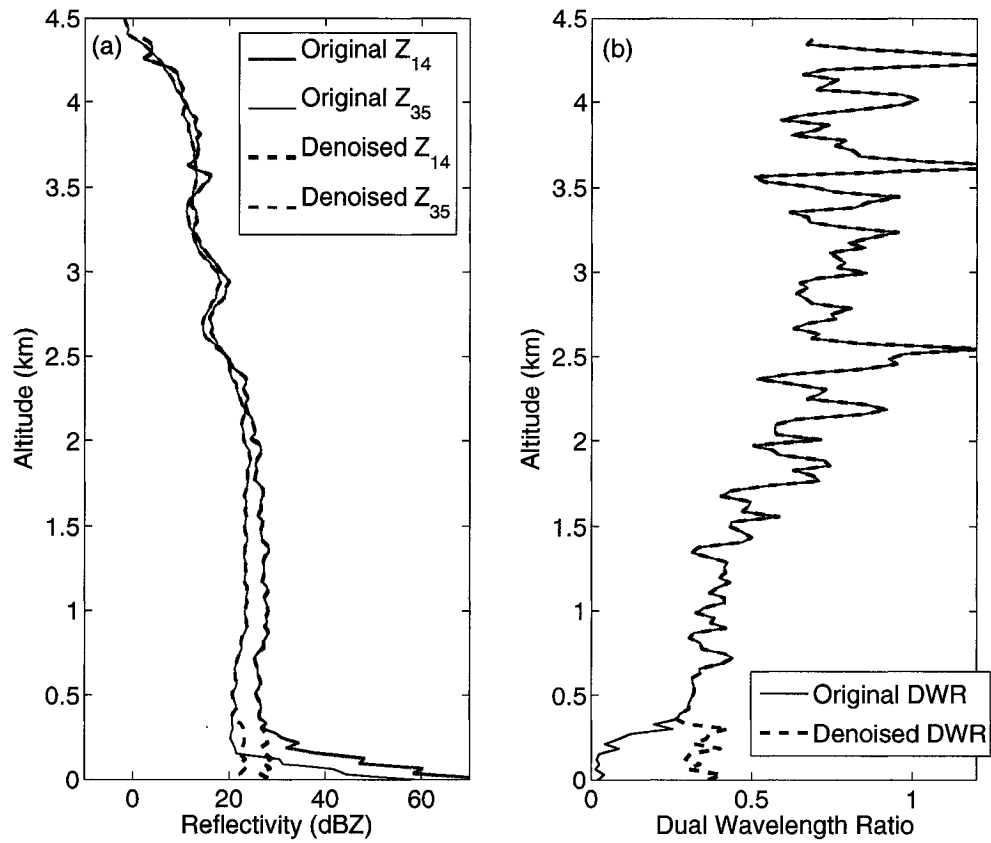 (a)
Original Z14
Original Z35
Denoised Z14
Denoised Z35
4.5
4
3.5
3
2.5
2
1.5
1
0.5
0
Altitude (km)
0 20 40 60
Reflectivity (dBZ)
(b)
4.5
4
3.5
3
2.5
2
1.5
1
0.5
0
Altitude (km)
Original DWR
Denoised DWR
0 0.5 1
Dual Wavelength Ratio